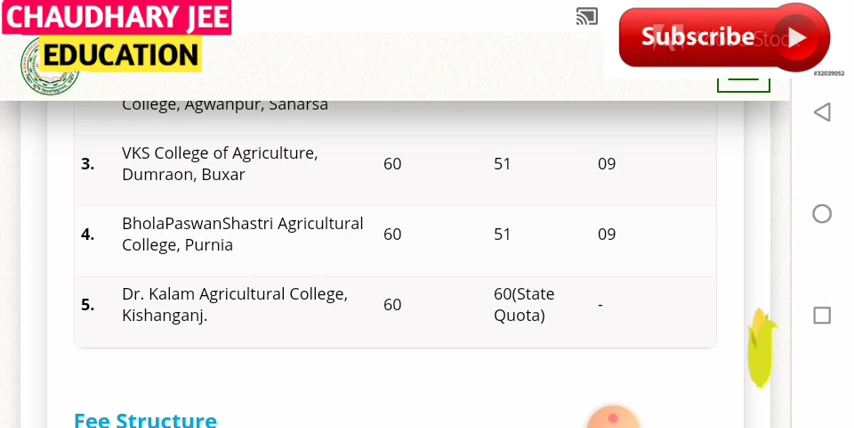 CHAUDHARY JEE
EDUCATION
Subscribe
#32039052
College, Agwanpur, Saharsa
3. VKS College of Agriculture, 60 51 09
Dumraon, Buxar
4. BholaPaswanShastri Agricultural 60 51 09
College, Purnia
5. Dr. Kalam Agricultural College, 60 60(State -
Kishanganj. Quota)
Fee Structure